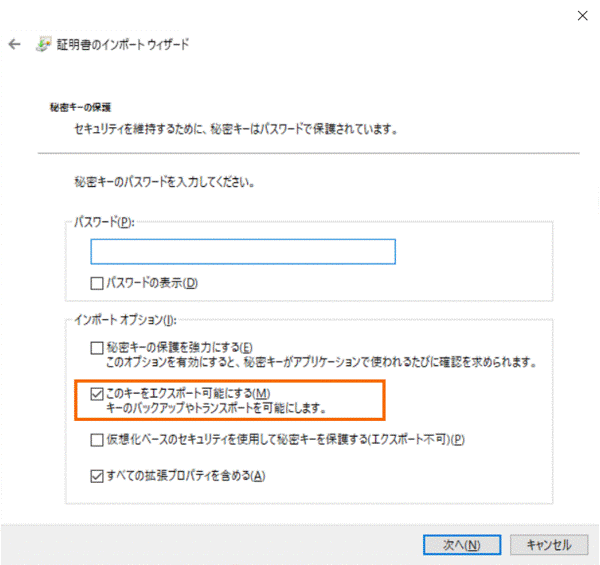 証明書のインポート ウィザード
秘密キーの保護
セキュリティを維持するために、秘密キーはパスワードで保護されています。
秘密キーのパスワードを入力してください。
パスワード(P):
パスワードの表示(D)
インポート オプション(I):
秘密キーの保護を強力にする(E)
このオプションを有効にすると、秘密キーがアプリケーションで使われるたびに確認を求められます。
このキーをエクスポート可能にする(M)
キーのバックアップやトランスポートを可能にします。
仮想化ベースのセキュリティを使用して秘密キーを保護する(エクスポート不可)(P)
すべての拡張プロパティを含める(A)
次へ(N)
キャンセル